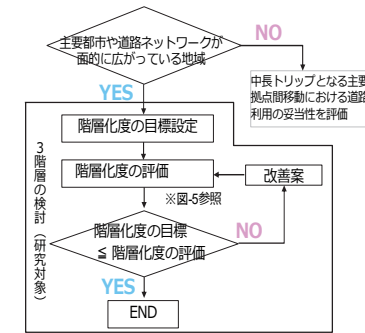 主要都市や道路ネットワークが
面的に広がっている地域
NO
中長トリップとなる主要
拠点間移動における道路
利用の妥当性を評価
YES
階層化度の目標設定
階層化度の評価
改善案
※図-5参照
3階層の検討（研究対象）
階層化度の目標
≦ 階層化度の評価
NO
YES
END